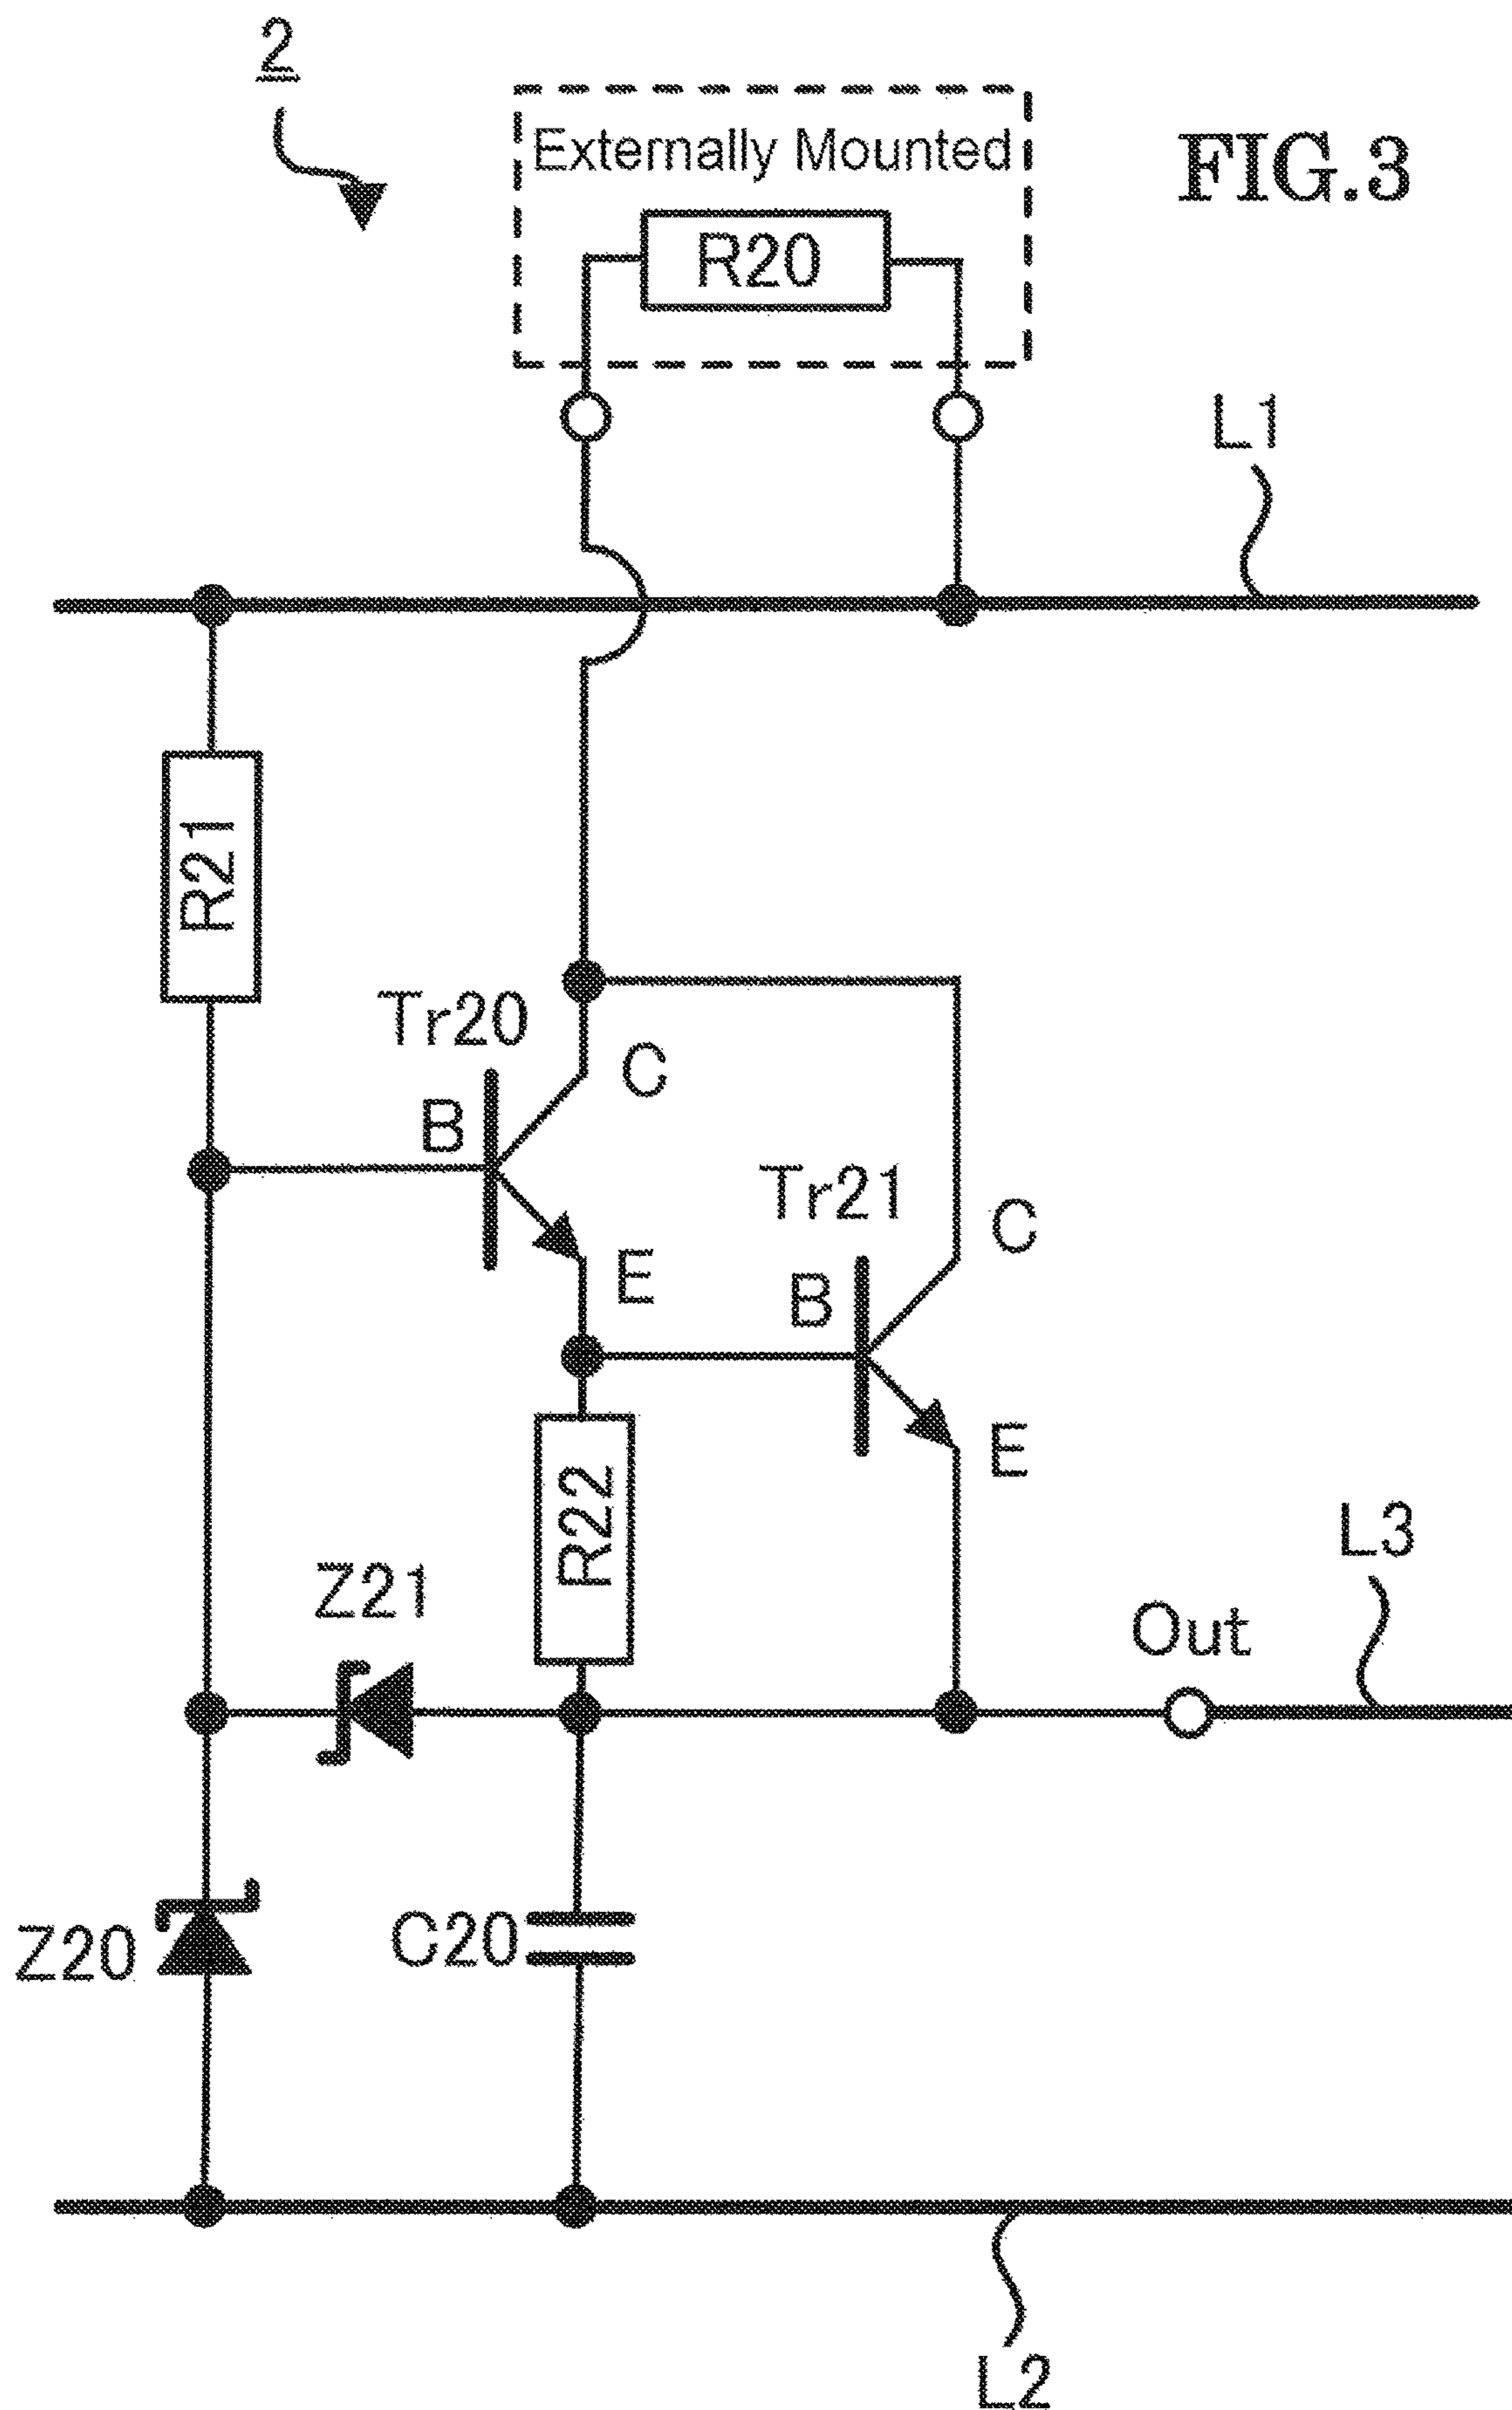 2
Externally Mounted
FIG.3
R20
L1
R21
Tr20
C
B
Tr21
C
E
B
E
R22
L3
Z21
Out
Z20
C20
L2